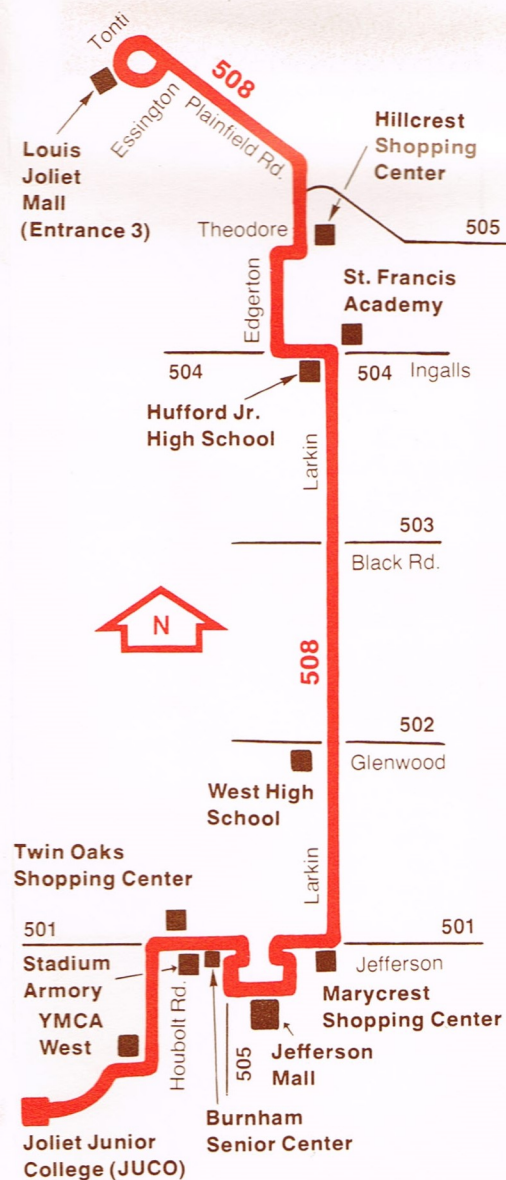 Tonti
508
Essington
Plainfield Rd.
Louis
Joliet
Mall
(Entrance 3)
Hillcrest
Shopping
Center
Theodore
505
Edgerton
St. Francis
Academy
504
504
Ingalls
Hufford Jr.
High School
Larkin
503
Black Rd.
N
508
502
Glenwood
West High
School
Larkin
Twin Oaks
Shopping Center
501
501
Stadium
Armory
Jefferson
Marycrest
Shopping Center
YMCA
West
Houbolt Rd.
505
Jefferson
Mall
Burnham
Senior Center
Joliet Junior
College (JUCO)